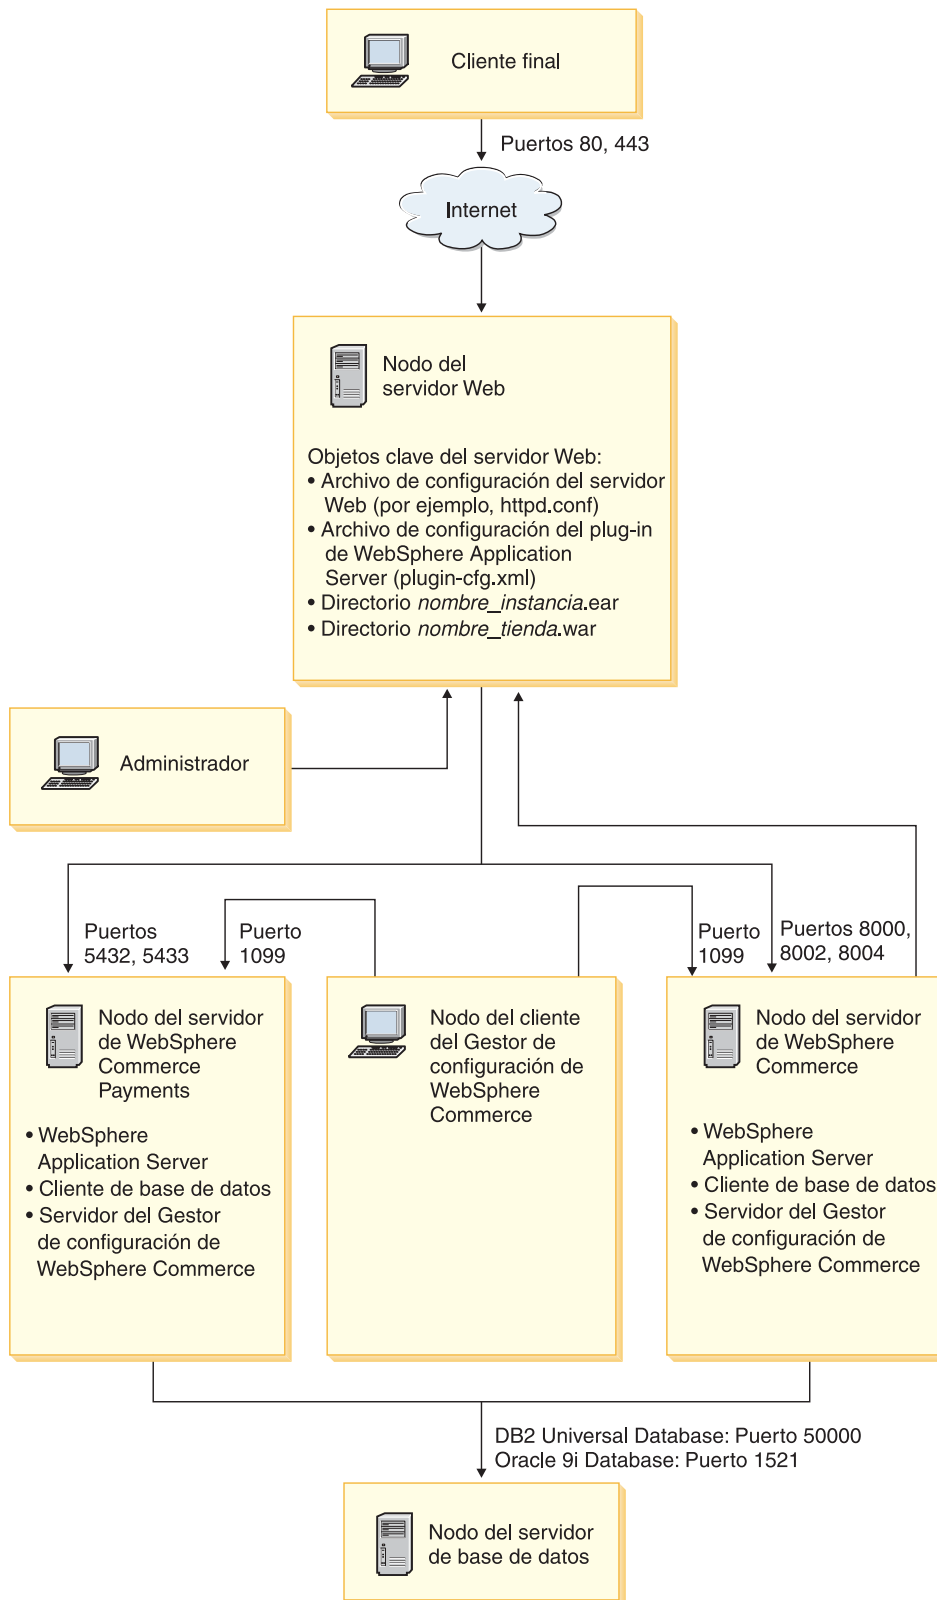 Cliente final
Puertos 80, 443
Internet
Nodo del
servidor Web
Objetos clave del servidor Web:
• Archivo de configuración del servidor
Web (por ejemplo, httpd.conf)
• Archivo de configuración del plug-in
de WebSphere Application
Server (plugin-cfg.xml)
• Directorio nombre_instancia.ear
• Directorio nombre_tienda.war
Administrador
Puertos
5432, 5433
Puerto
1099
Puerto
1099
Puertos 8000,
8002, 8004
Nodo del servidor
de WebSphere
Commerce
Payments
• WebSphere
Application Server
• Cliente de base de datos
• Servidor del Gestor
de configuración de
WebSphere Commerce
Nodo del cliente
del Gestor de
configuración de
WebSphere
Commerce
Nodo del servidor
de WebSphere
Commerce
• WebSphere
Application Server
• Cliente de base de datos
• Servidor del Gestor
de configuración de
WebSphere Commerce
DB2 Universal Database: Puerto 50000
Oracle 9i Database: Puerto 1521
Nodo del servidor
de base de datos